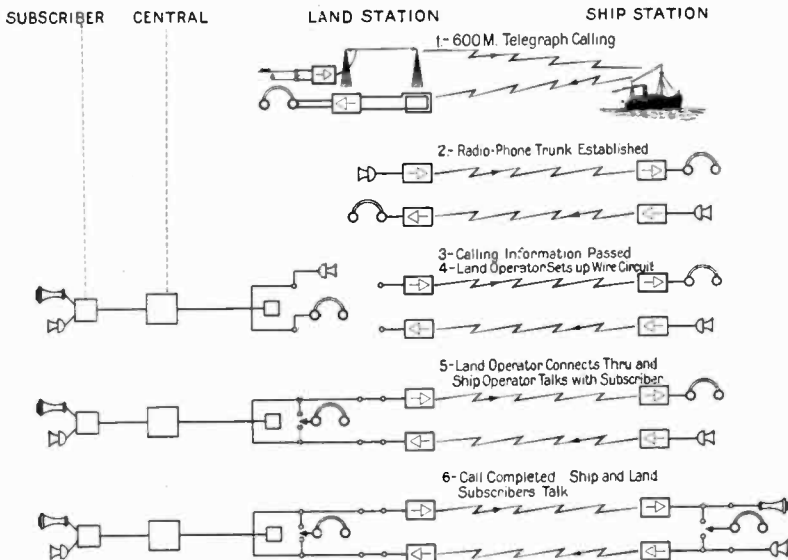 SUBSCRIBER CENTRAL LAND STATION SHIP STATION
1.-600M. Telegraph Calling
2.- Radio-Phone Trunk Established
3-Calling Information Passed
4-Land Operator Sets up Wire Circuit
5-Land Operator Connects Thru and
Ship Operator Talks with Subscriber
6-Call Completed Ship and Land
Subscribers Talk